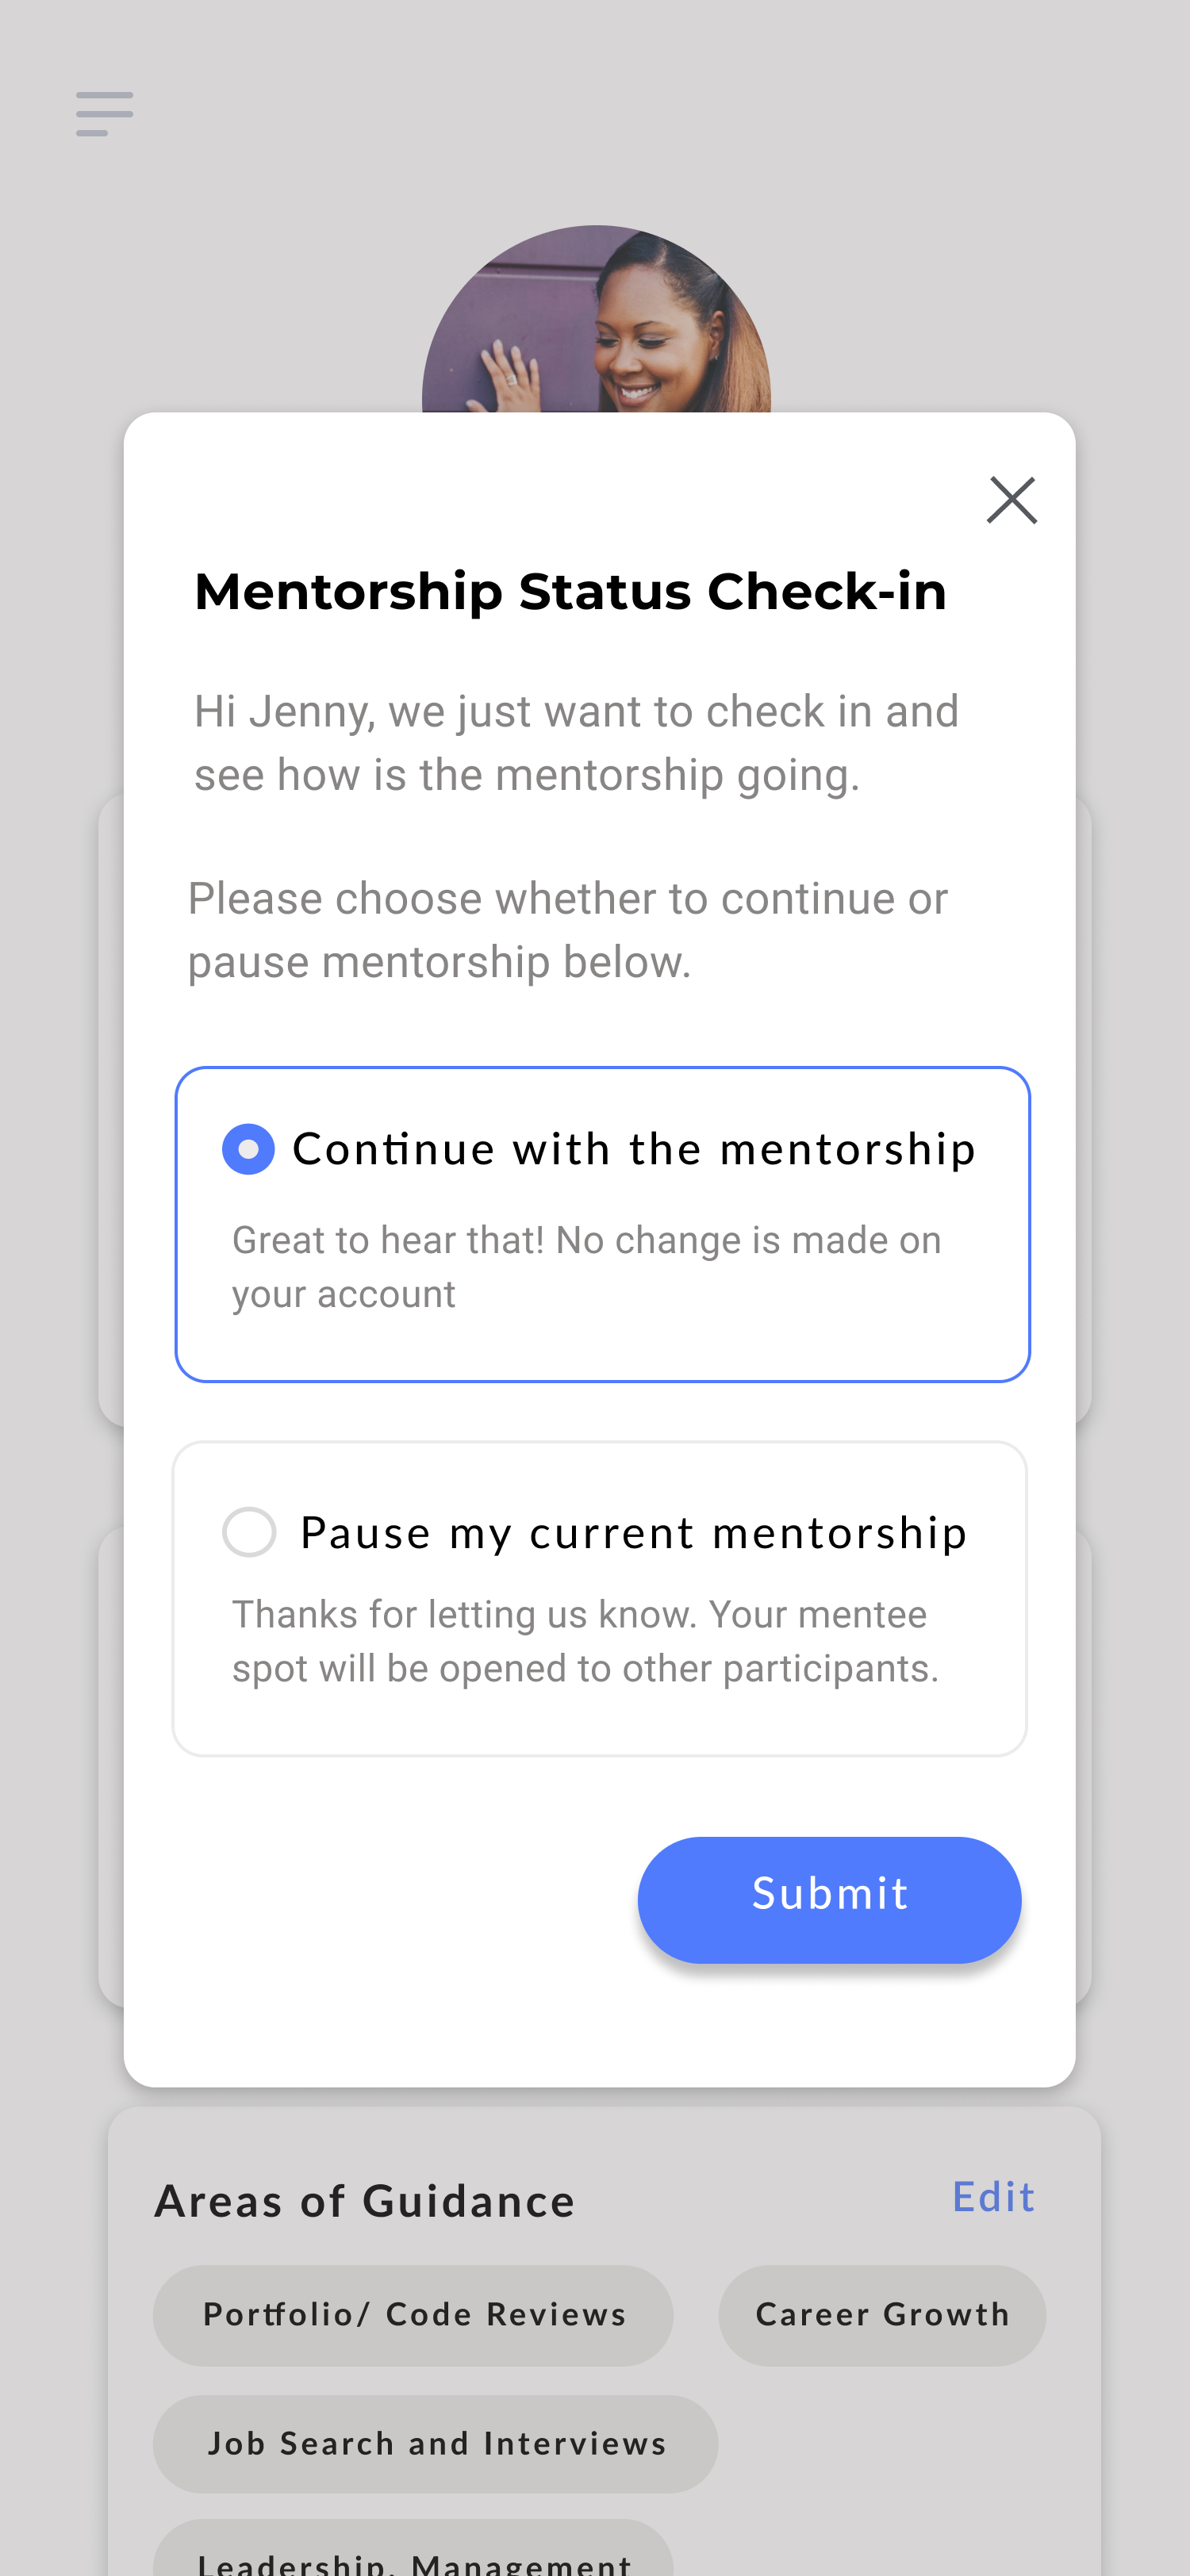 Mentorship Status Check-in
Hi Jenny, we just want to check in and
see how is the mentorship going.
Please choose whether to continue or
pause mentorship below.
Continue with the mentorship
Great to hear that! No change is made on
your account
Pause my current mentorship
Thanks for letting us know. Your mentee
spot will be opened to other participants.
Submit
Areas of Guidance
Edit
Portfolio/ Code Reviews
Career Growth
Job Search and Interviews
Leadership, Management